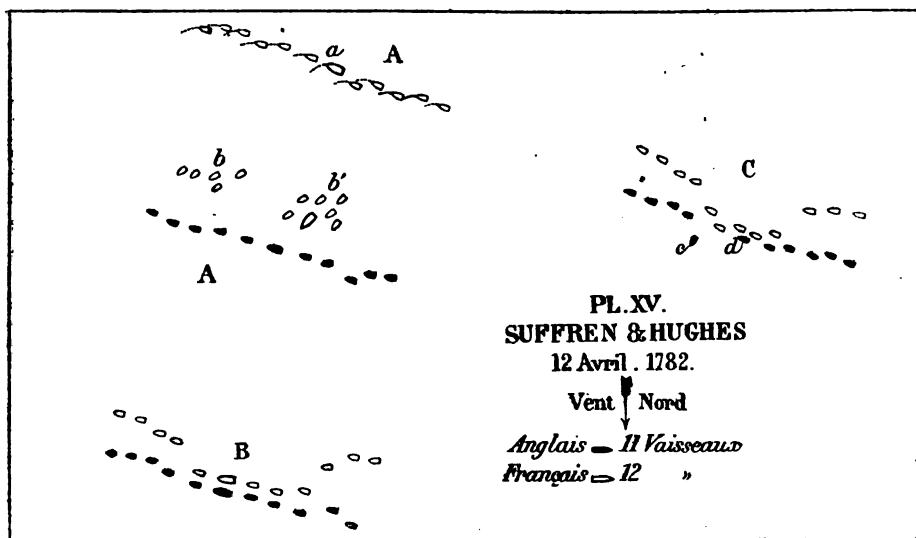 a A
b b'
A
C
c d
B
PL. XV.
SUFFREN & HUGHES
12 Avril . 1782.
Vent Nord
Anglais 11 Vaisseaux
Français 12 "